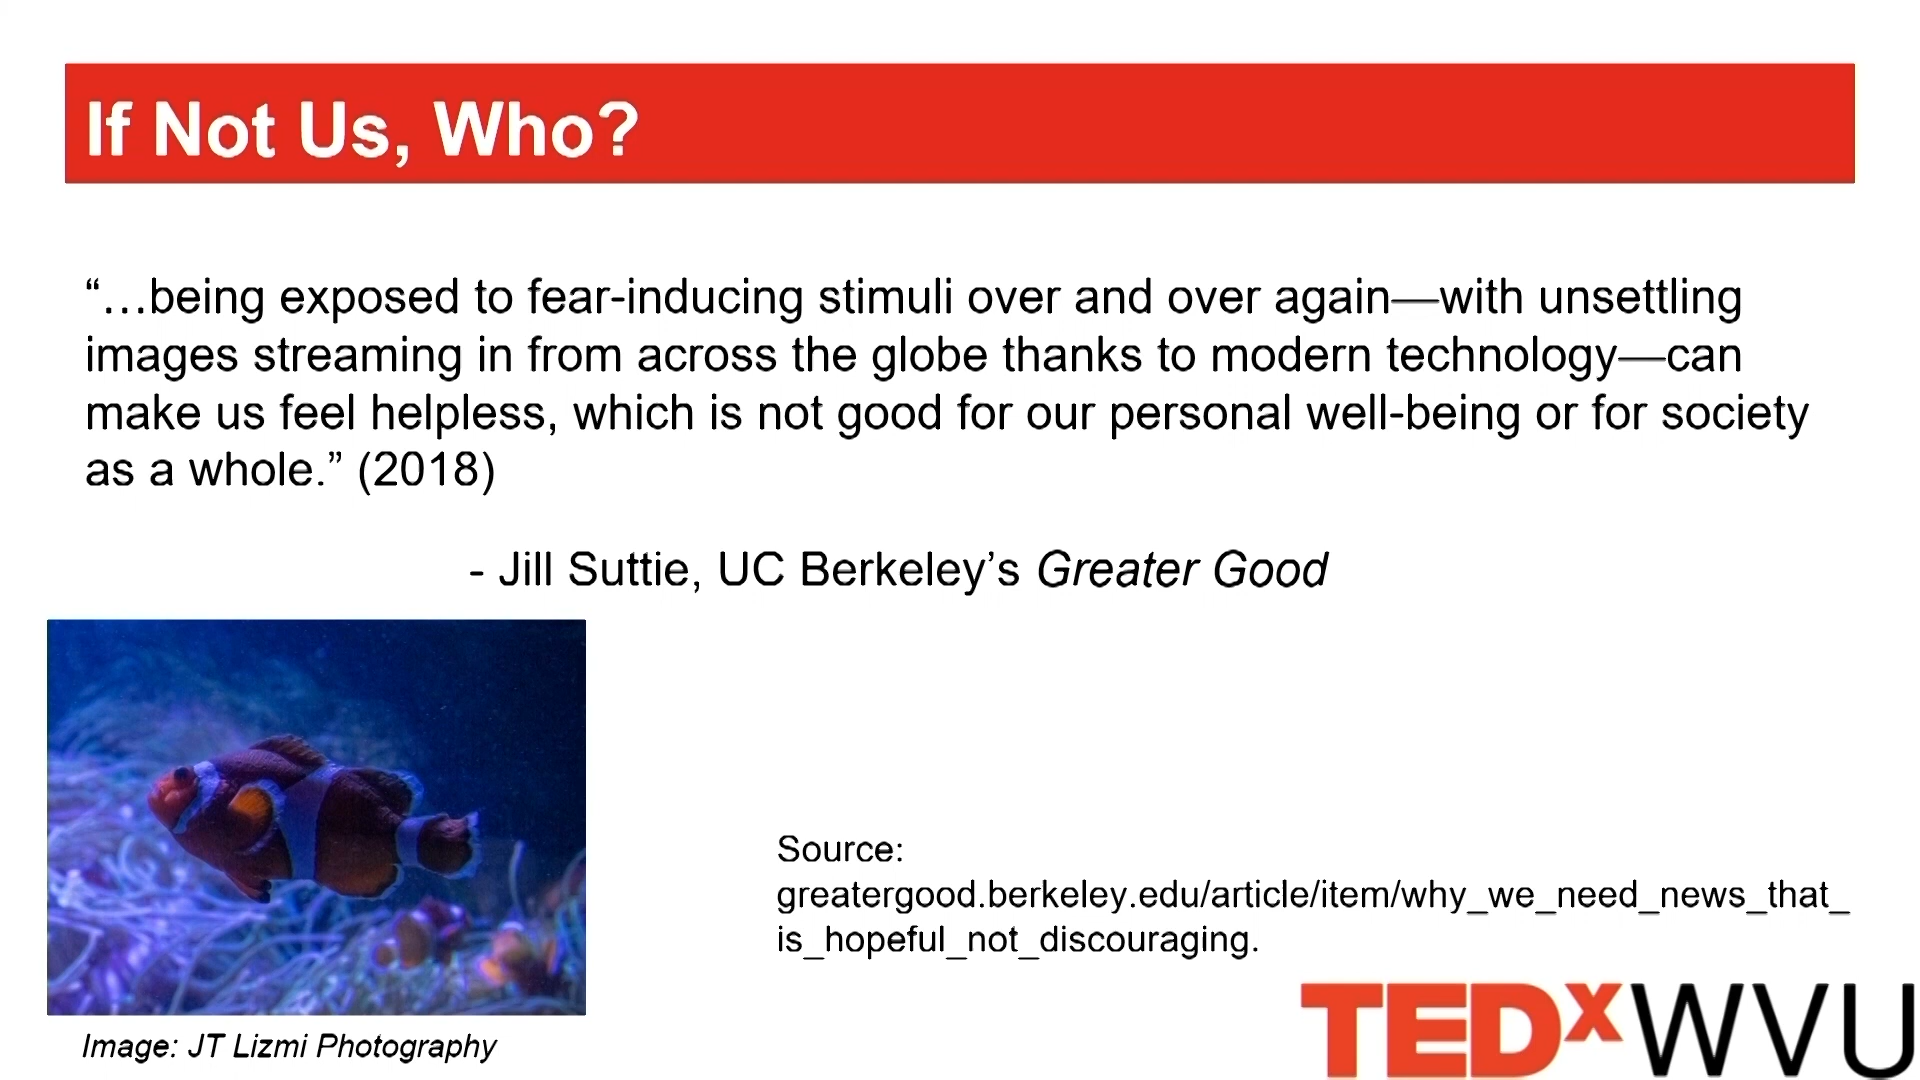 If Not Us, Who?
“…being exposed to fear-inducing stimuli over and over again—with unsettling
images streaming in from across the globe thanks to modern technology—can
make us feel helpless, which is not good for our personal well-being or for society
as a whole.” (2018)
- Jill Suttie, UC Berkeley’s Greater Good
Source:
greatergood.berkeley.edu/article/item/why_we_need_news_that_
is_hopeful_not_discouraging.
Image: JT Lizmi Photography
TEDxWVU